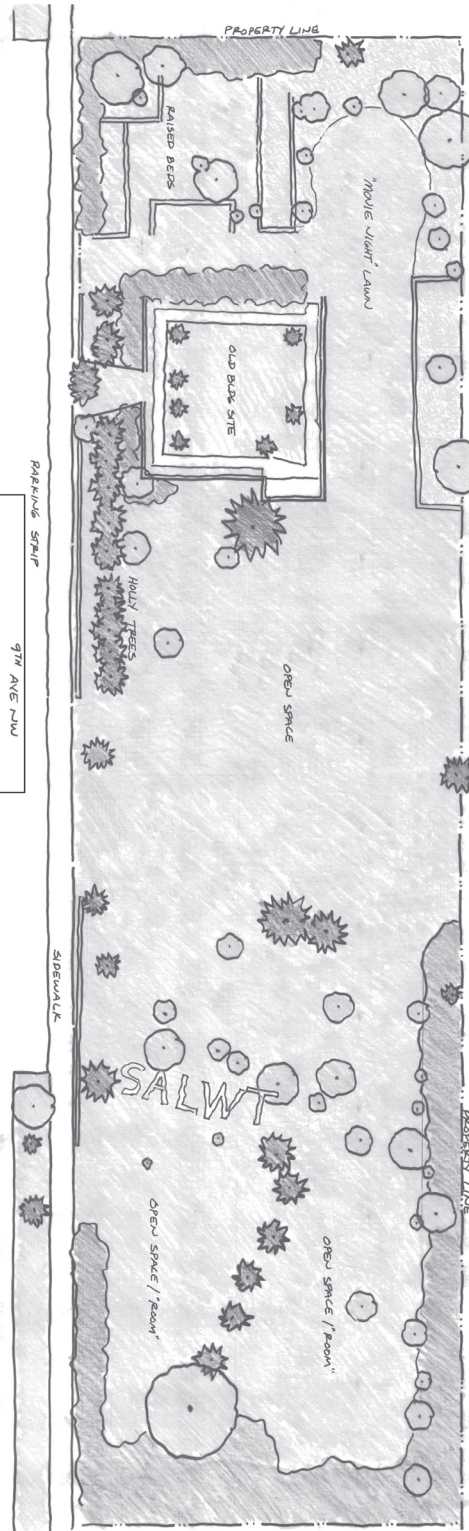 PROPERTY LINE
RAISED BEDS
"MOVIE NIGHT" LAWN
OLD BLDG SITE
HOLLY TREES
PARKING STRIP
9TH AVE NW
OPEN SPACE
SIDEWALK
SALWT
PROPERTY LINE
OPEN SPACE / "ROOM"
OPEN SPACE / "ROOM"